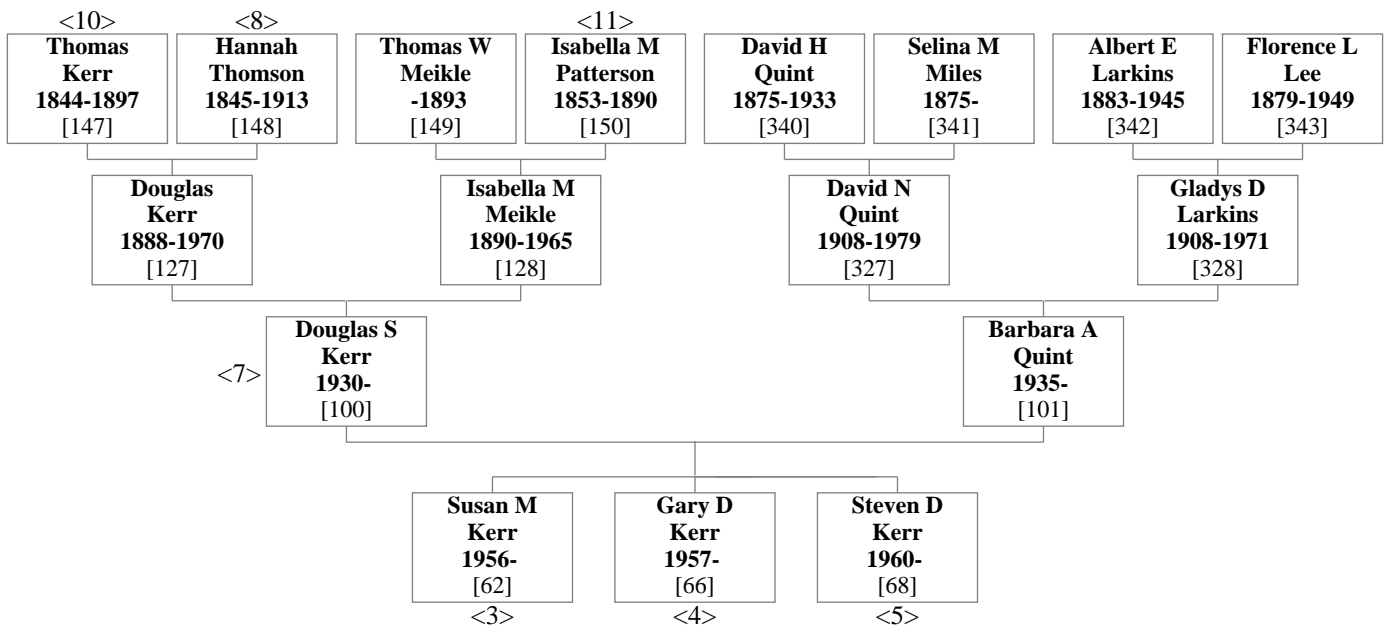 <10>
<8>
<11>
Thomas
Kerr
1844-1897
[147]
Hannah
Thomson
1845-1913
[148]
Thomas W
Meikle
-1893
[149]
Isabella M
Patterson
1853-1890
[150]
David H
Quint
1875-1933
[340]
Selina M
Miles
1875-
[341]
Albert E
Larkins
1883-1945
[342]
Florence L
Lee
1879-1949
[343]
Douglas
Kerr
1888-1970
[127]
Isabella M
Meikle
1890-1965
[128]
David N
Quint
1908-1979
[327]
Gladys D
Larkins
1908-1971
[328]
<7>
Douglas S
Kerr
1930-
[100]
Barbara A
Quint
1935-
[101]
Susan M
Kerr
1956-
[62]
<3>
Gary D
Kerr
1957-
[66]
<4>
Steven D
Kerr
1960-
[68]
<5>